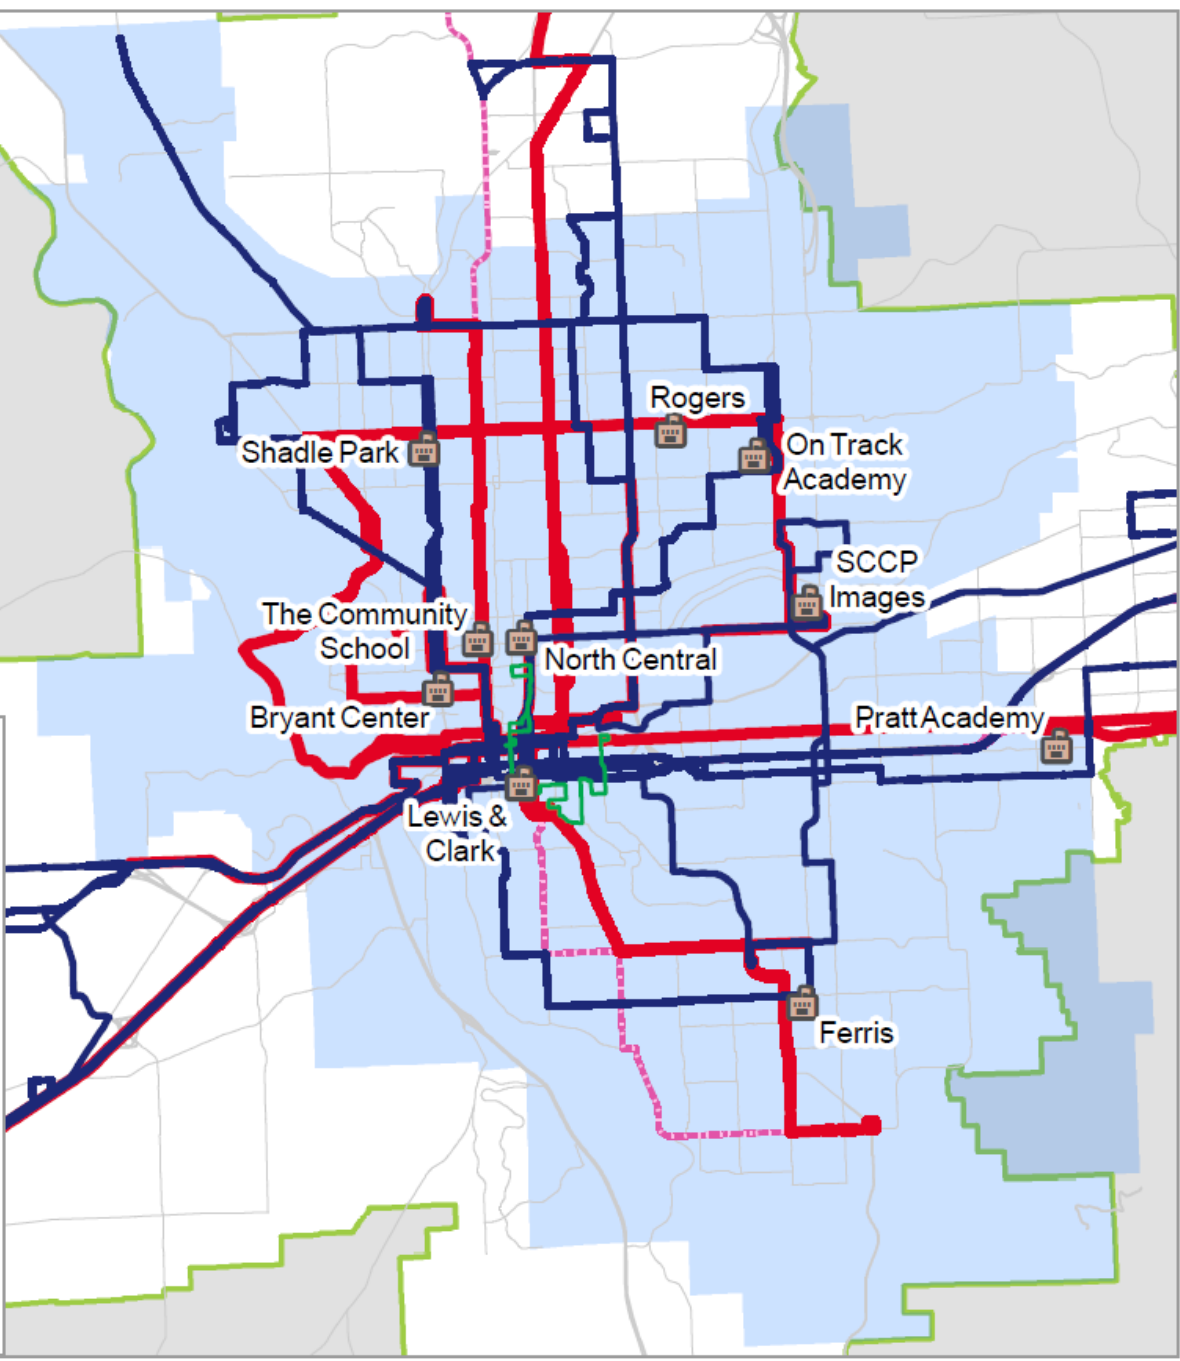 Rogers
Shadle Park
On Track
Academy
SCCP
Images
The Community
School
North Central
Bryant Center
Pratt Academy
Lewis &
Clark
Ferris